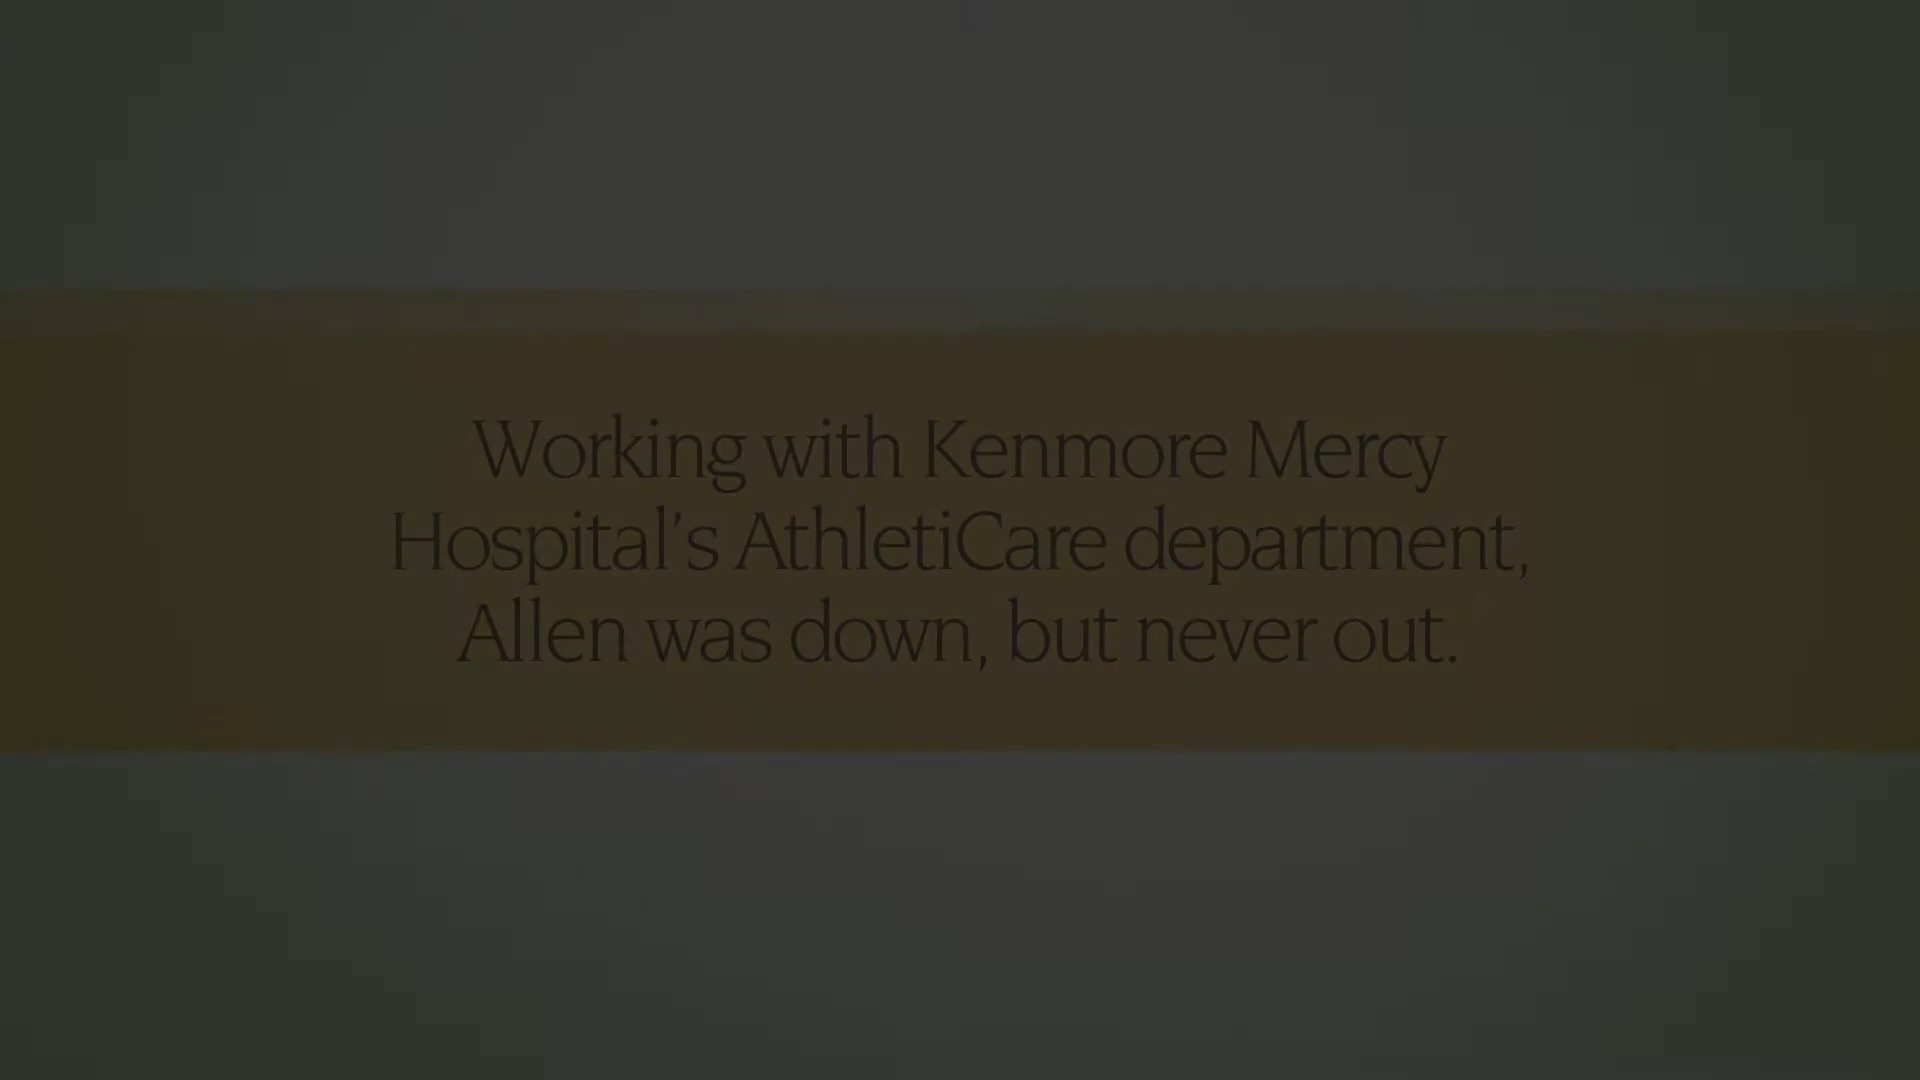 Working with Kenmore Mercy
Hospital’s AthletiCare department,
Allen was down, but never out.